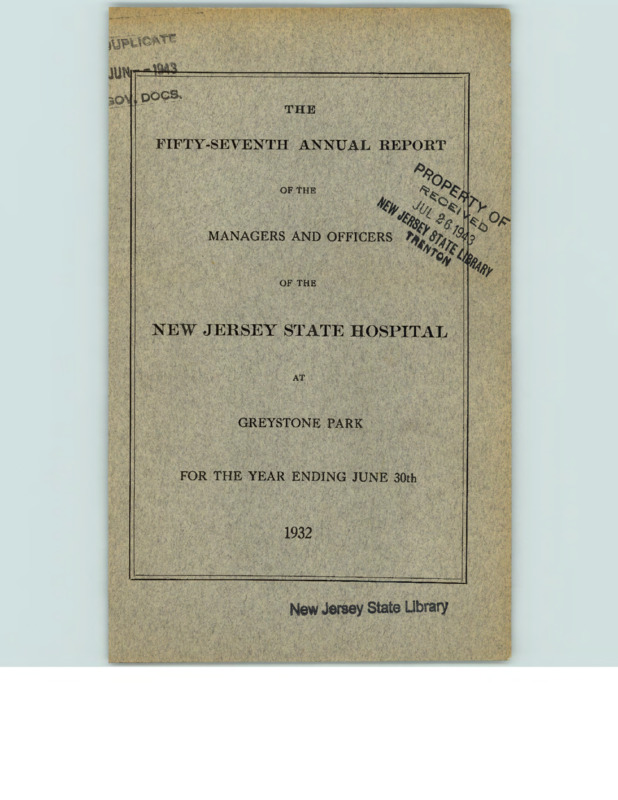 DUPLICATE
JUN - - 1943
GOV. DOCS.
THE
FIFTY-SEVENTH ANNUAL REPORT
OF THE
PROPERTY OF
RECEIVED
JUL 26 1943
NEW JERSEY STATE LIBRARY
TRENTON
MANAGERS AND OFFICERS
OF THE
NEW JERSEY STATE HOSPITAL
AT
GREYSTONE PARK
FOR THE YEAR ENDING JUNE 30th
1932
New Jersey State Library